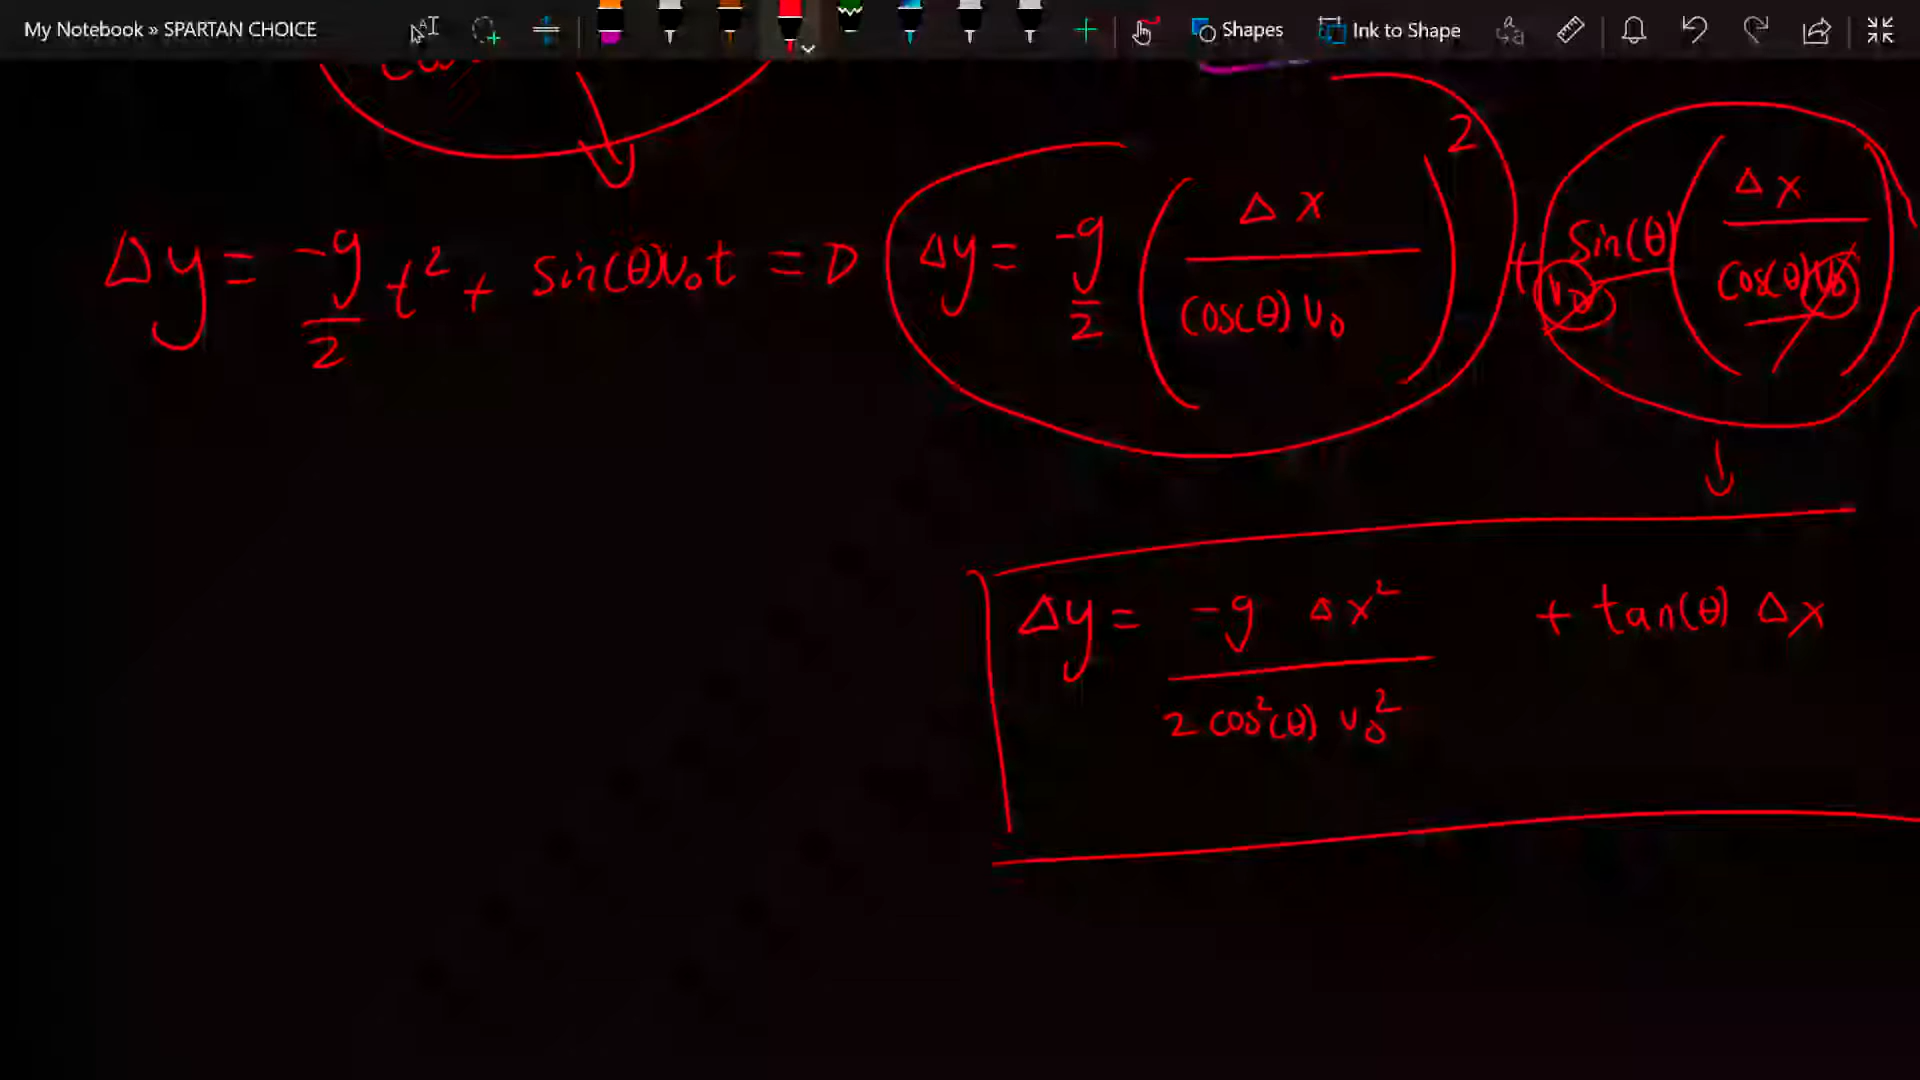 My Notebook » SPARTAN CHOICE
Shapes
Ink to Shape
Δy = -g/2 t² + sin(θ)v₀t => Δy = -g/2 (Δx / cos(θ) v₀)² + sin(θ) v₀ (Δx / cos(θ) v₀)
Δy = -g Δx² / 2 cos²(θ) v₀² + tan(θ) Δx